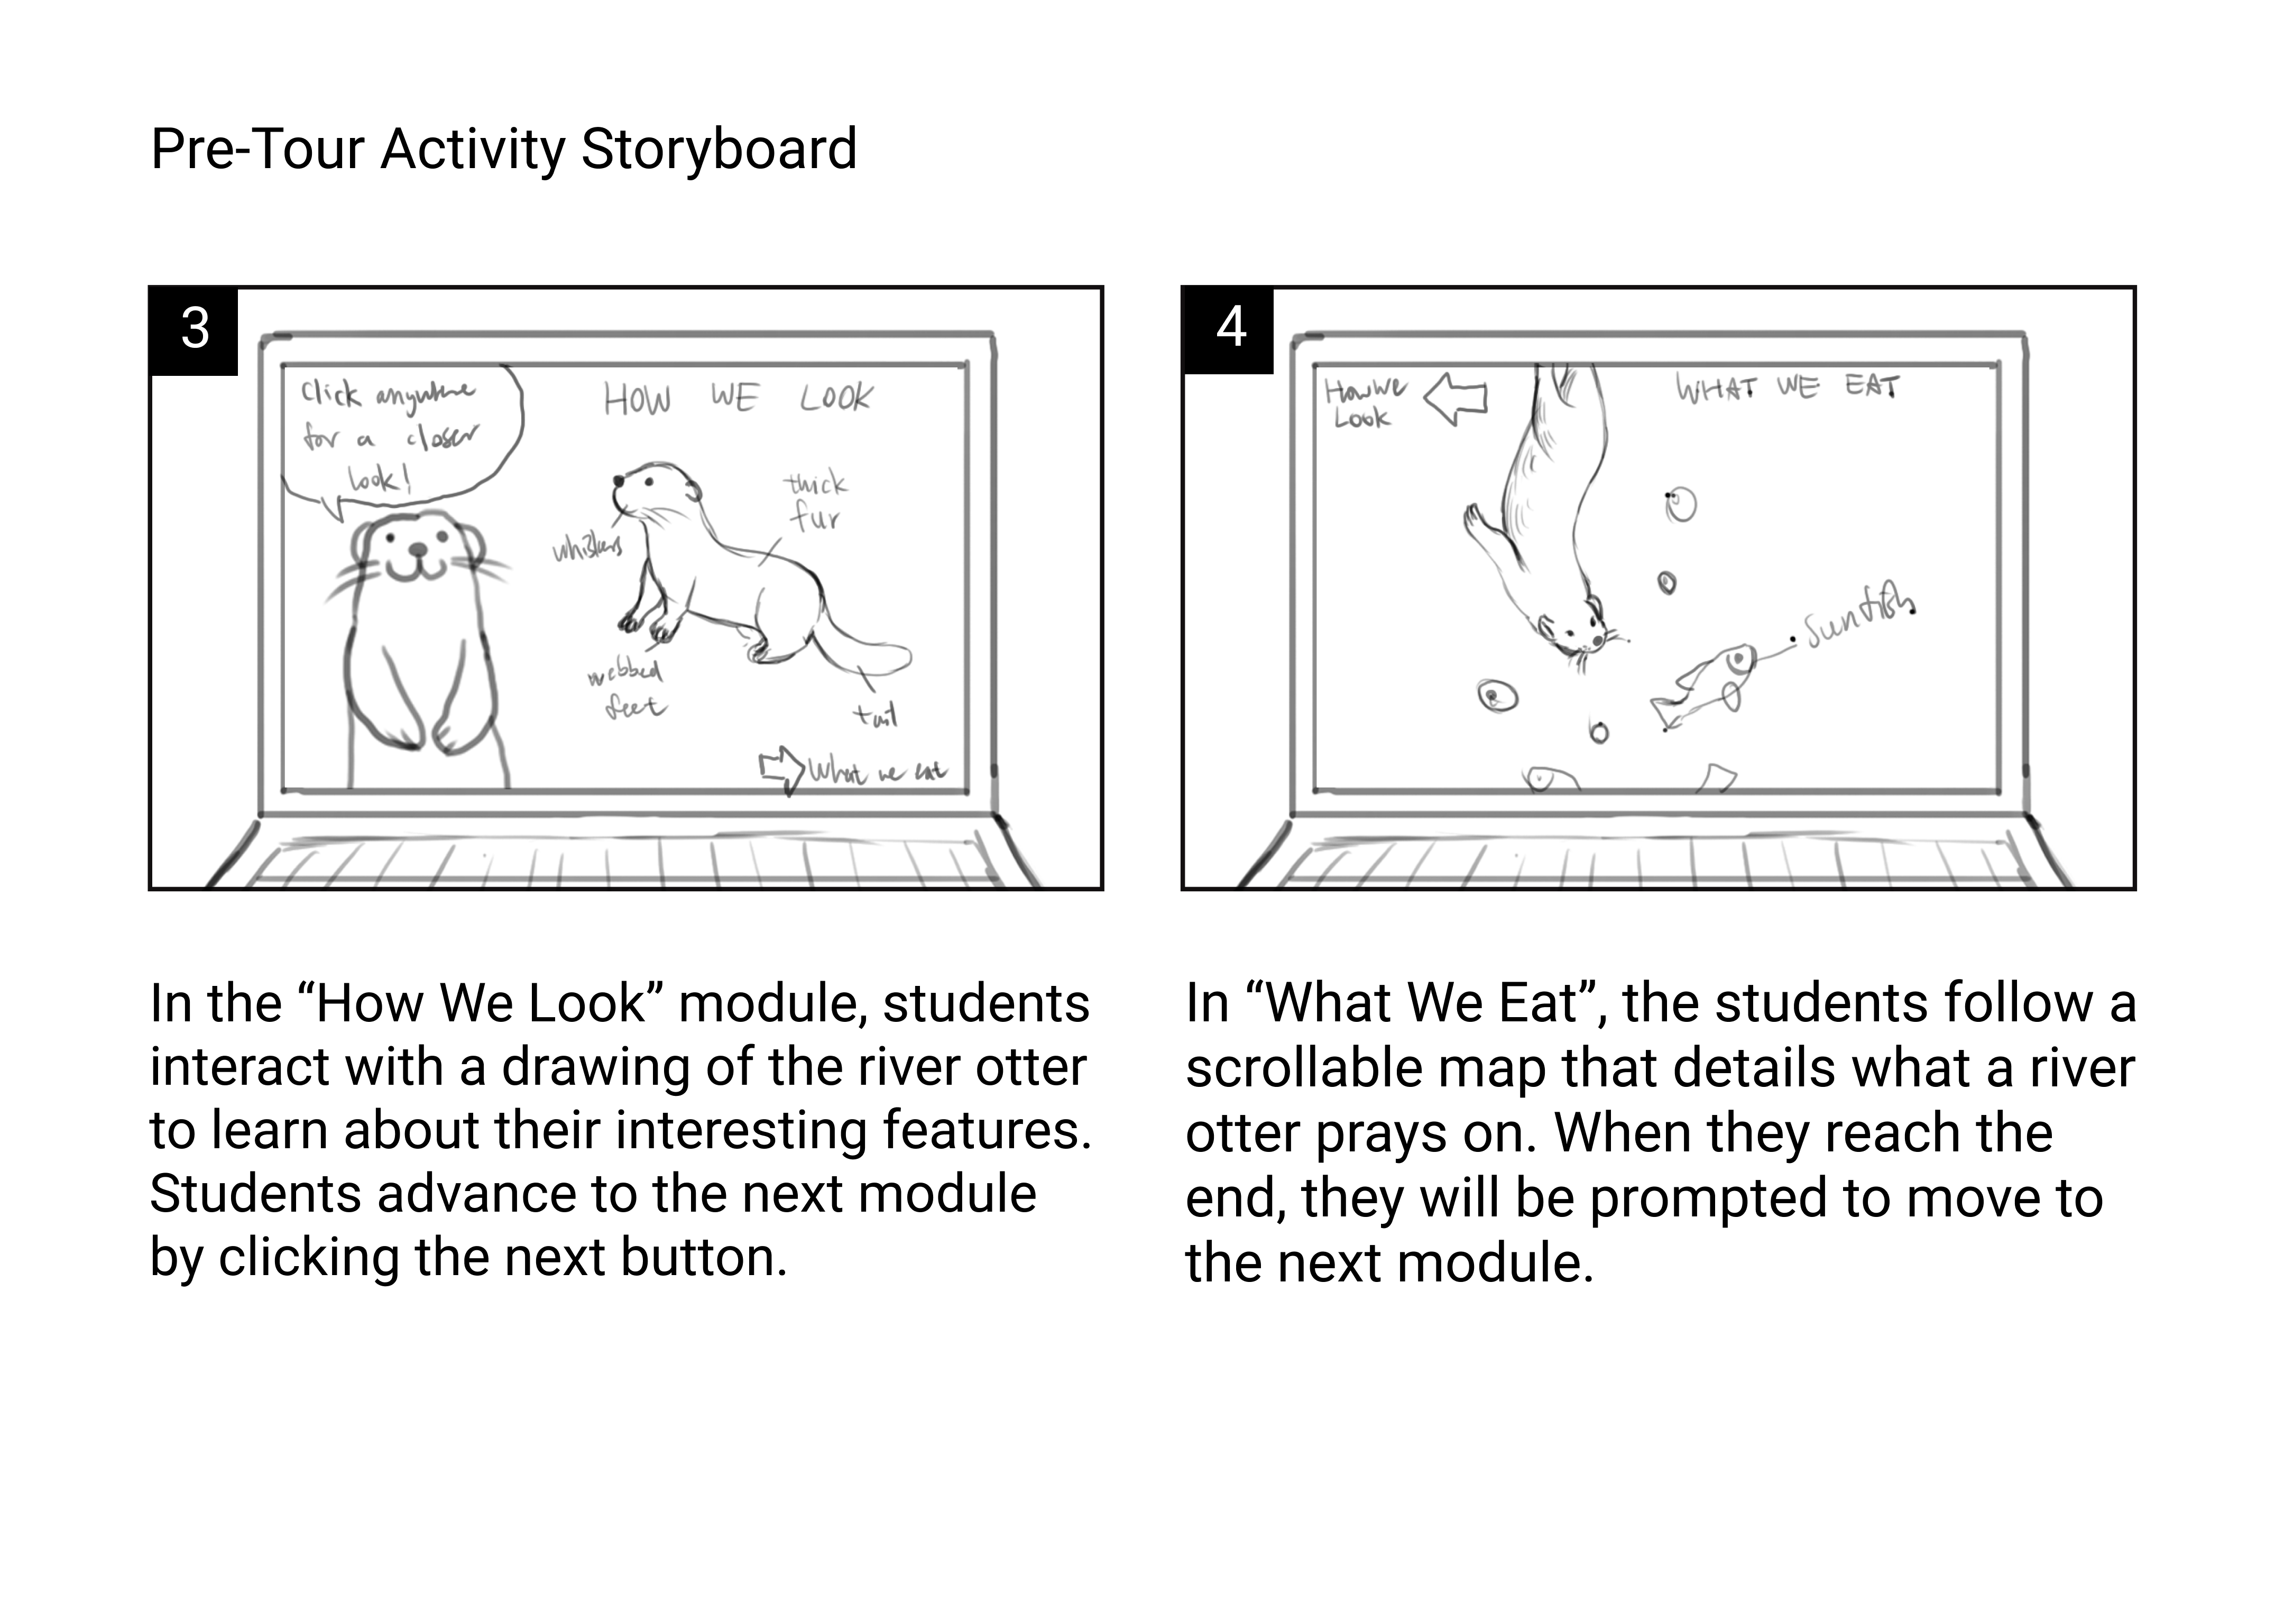 Pre-Tour Activity Storyboard
3
Click anywhere
for a closer
look!
HOW WE LOOK
thick
fur
whiskers
webbed
feet
tail
What we eat
In the “How We Look” module, students
interact with a drawing of the river otter
to learn about their interesting features.
Students advance to the next module
by clicking the next button.
4
How we
Look
WHAT WE EAT
Sunfish
In “What We Eat”, the students follow a
scrollable map that details what a river
otter prays on. When they reach the
end, they will be prompted to move to
the next module.